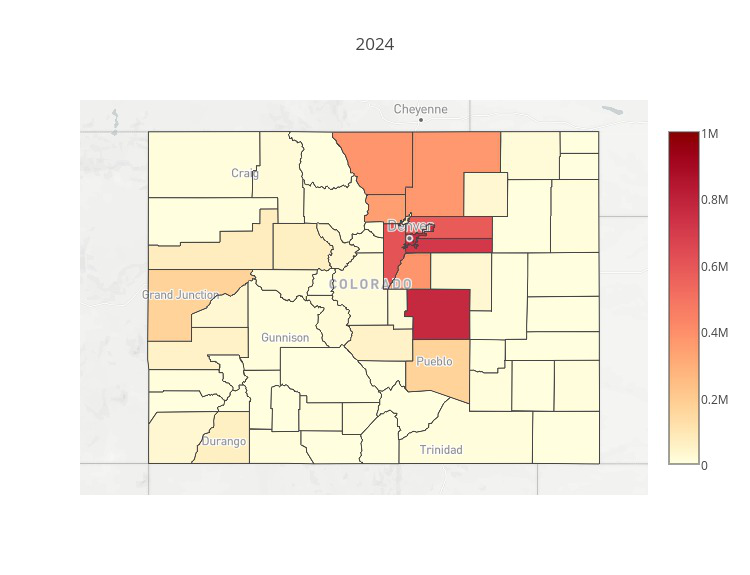 2024
Cheyenne
1M
Craig
0.8M
Denver
0.6M
COLORADO
Grand Junction
0.4M
Gunnison
Pueblo
0.2M
Durango
Trinidad
0